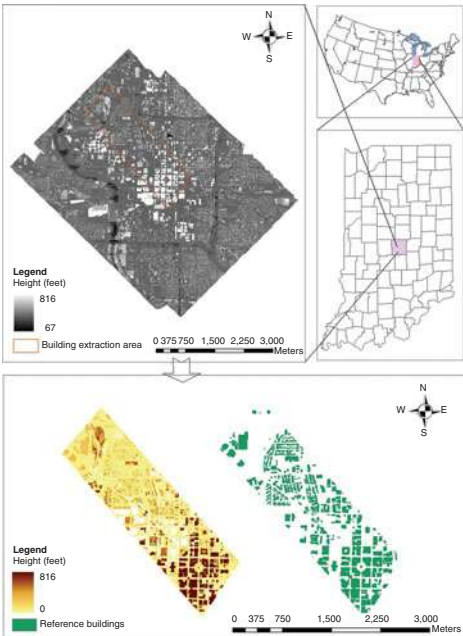 N
W E
S
Legend
Height (feet)
816
67
Building extraction area
0 375 750 1,500 2,250 3,000
Meters
N
W E
S
Legend
Height (feet)
816
0
Reference buildings
0 375 750 1,500 2,250 3,000
Meters